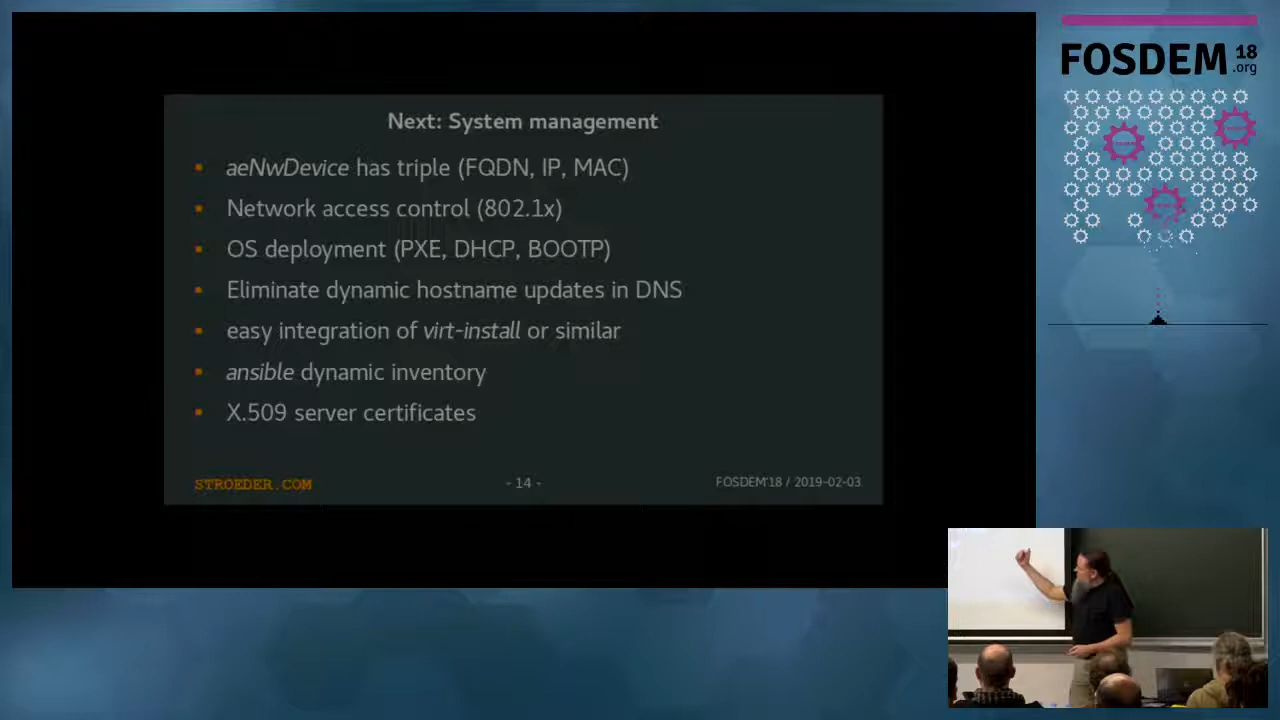 Next: System management
aeNwDevice has triple (FQDN, IP, MAC)
Network access control (802.1x)
OS deployment (PXE, DHCP, BOOTP)
Eliminate dynamic hostname updates in DNS
easy integration of virt-install or similar
ansible dynamic inventory
X.509 server certificates
STROEDER.COM
- 14 -
FOSDEM'18 / 2019-02-03
FOSDEM 18
.org